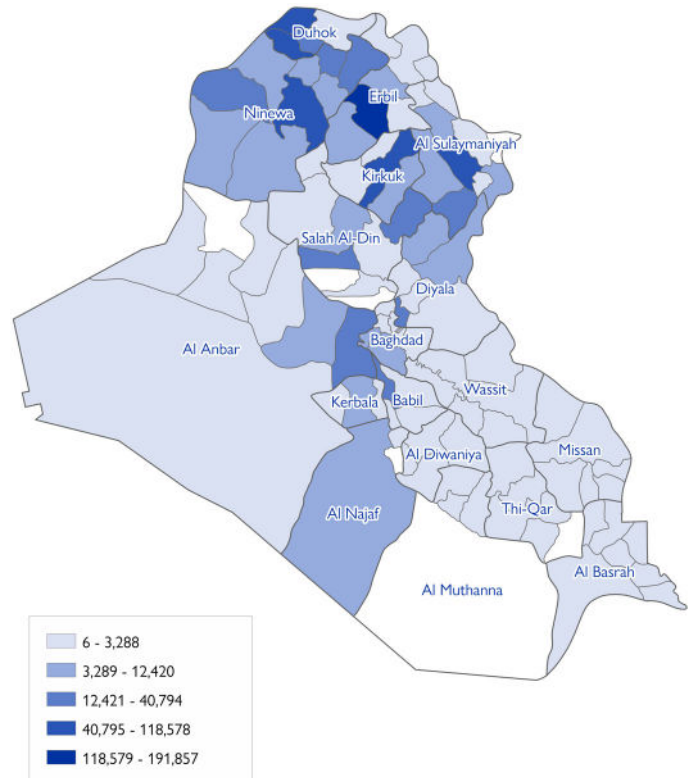 Duhok
Erbil
Ninewa
Al Sulaymaniyah
Kirkuk
Salah Al-Din
Diyala
Al Anbar
Baghdad
Wassit
Kerbala
Babil
Al Diwaniya
Missan
Al Najaf
Thi-Qar
Al Basrah
Al Muthanna
6 - 3,288
3,289 - 12,420
12,421 - 40,794
40,795 - 118,578
118,579 - 191,857